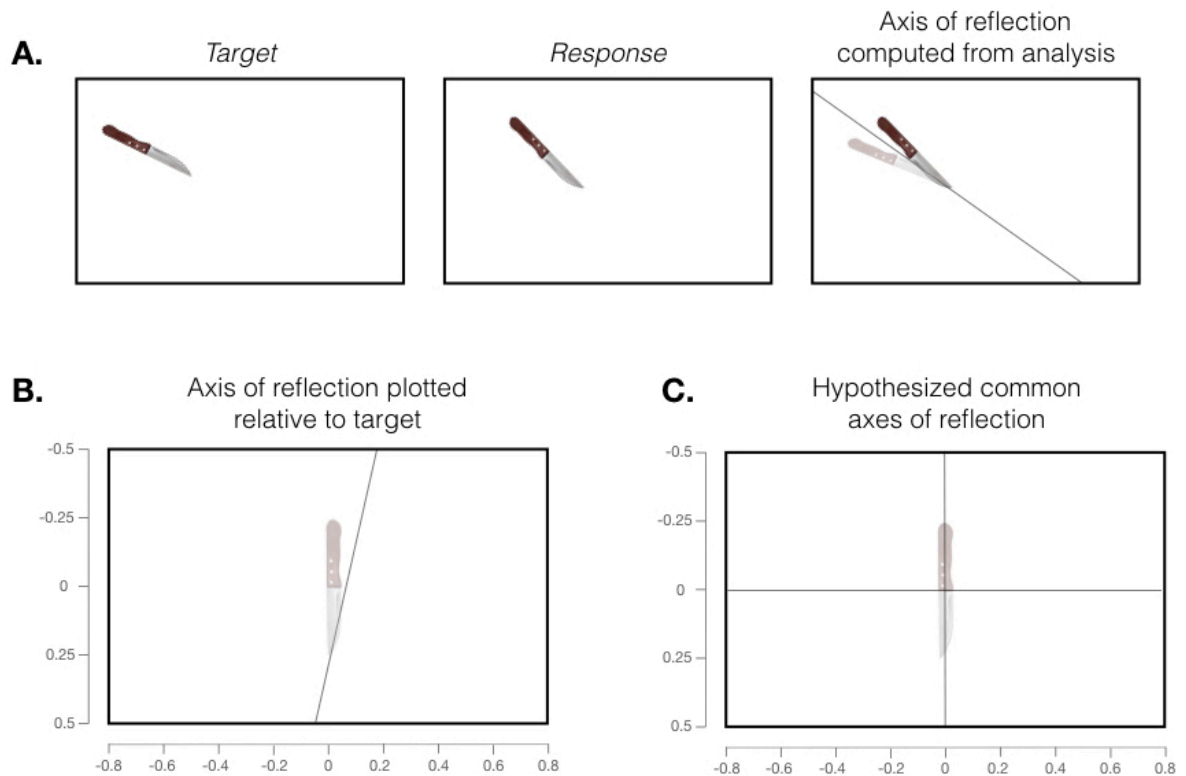 A.
Target
Response
Axis of reflection
computed from analysis
B.
Axis of reflection plotted
relative to target
-0.5
-0.25
0
0.25
0.5
-0.8 -0.6 -0.4 -0.2 0 0.2 0.4 0.6 0.8
C.
Hypothesized common
axes of reflection
-0.5
-0.25
0
0.25
0.5
-0.8 -0.6 -0.4 -0.2 0 0.2 0.4 0.6 0.8